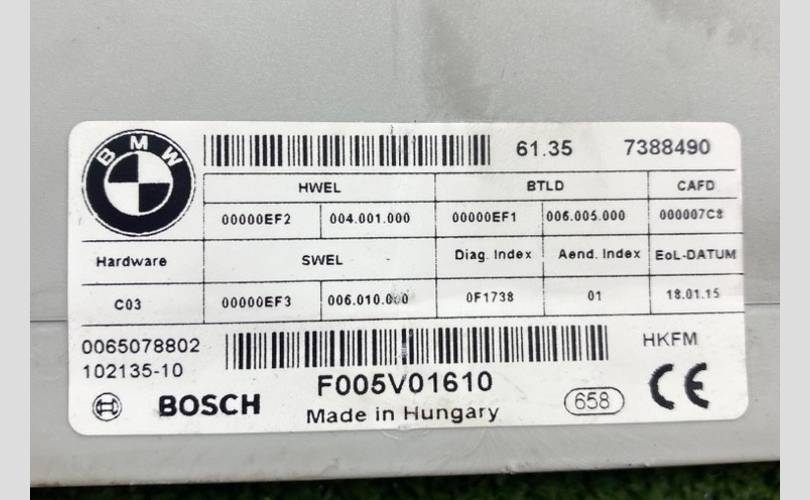 BMW
61.35 7388490
HWEL BTLD CAFD
00000EF2 004.001.000 00000EF1 006.005.000 000007C8
Hardware SWEL Diag. Index Aend. Index EoL-DATUM
C03 00000EF3 006.010.000 0F1738 01 18.01.15
0065078802
102135-10
HKFM
F005V01610
BOSCH
Made in Hungary
658
CE